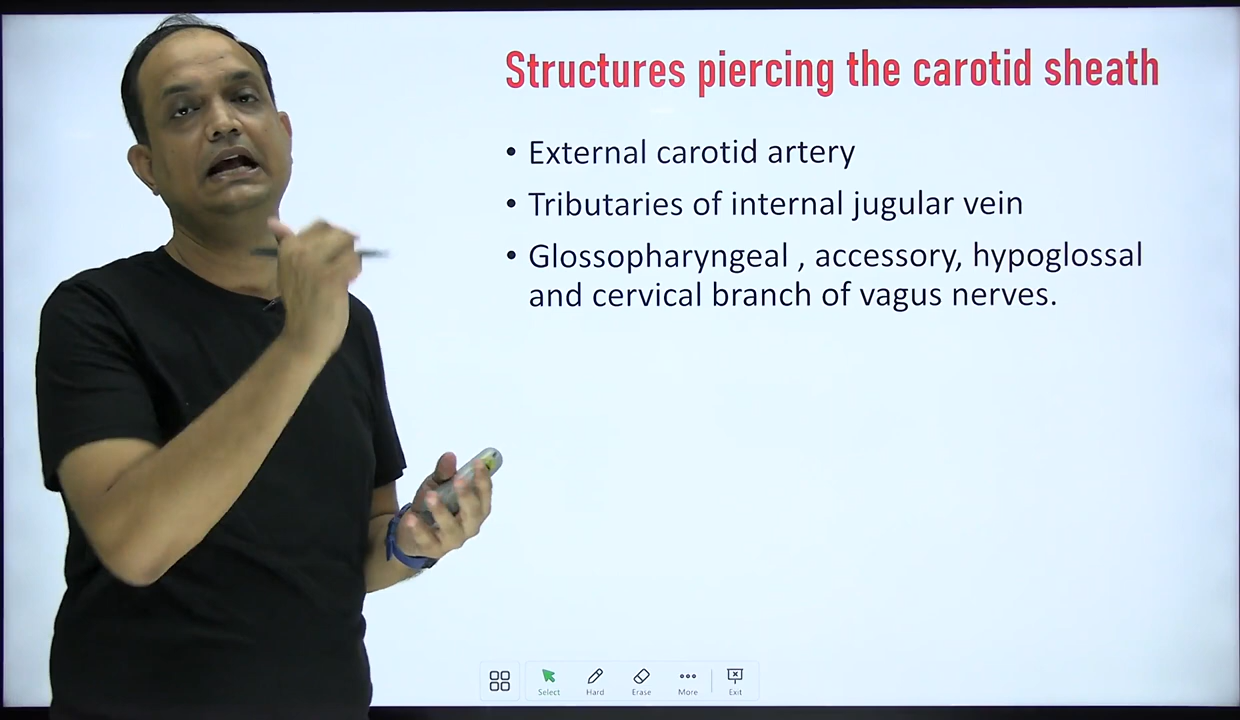 Structures piercing the carotid sheath
• External carotid artery
• Tributaries of internal jugular vein
• Glossopharyngeal , accessory, hypoglossal
and cervical branch of vagus nerves.
Select Hard Erase More Exit